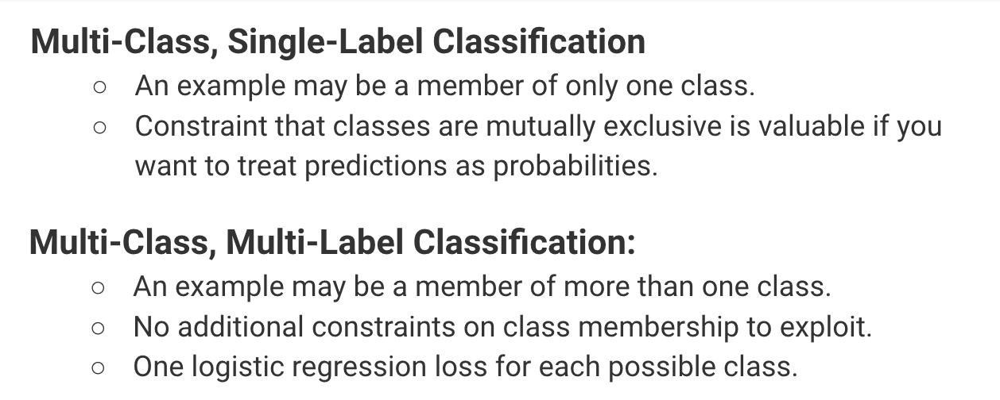 Multi-Class, Single-Label Classification
○ An example may be a member of only one class.
○ Constraint that classes are mutually exclusive is valuable if you
want to treat predictions as probabilities.
Multi-Class, Multi-Label Classification:
○ An example may be a member of more than one class.
○ No additional constraints on class membership to exploit.
○ One logistic regression loss for each possible class.